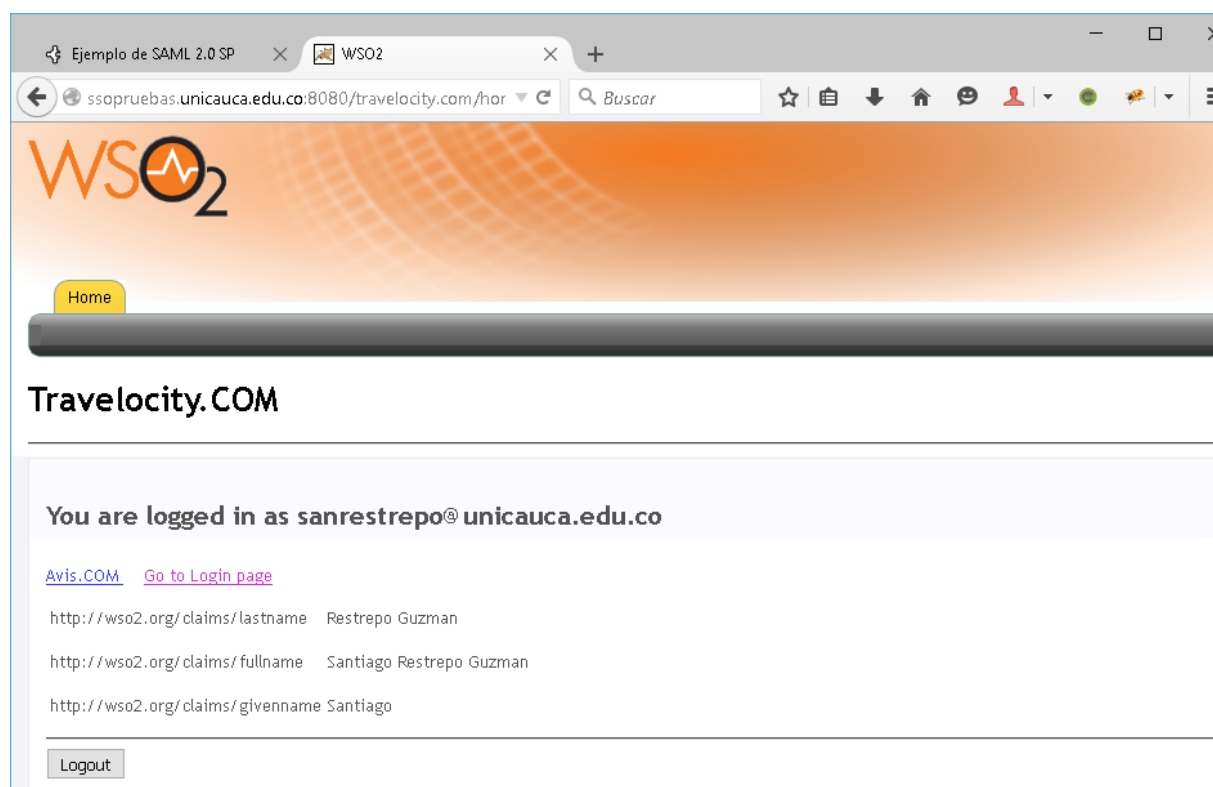 Ejemplo de SAML 2.0 SP WSO2
ssopruebas.unicauca.edu.co:8080/travelocity.com/hor Buscar
WSO2
Home
Travelocity.COM
You are logged in as sanrestrepo@unicauca.edu.co
Avis.COM Go to Login page
http://wso2.org/claims/lastname Restrepo Guzman
http://wso2.org/claims/fullname Santiago Restrepo Guzman
http://wso2.org/claims/givenname Santiago
Logout